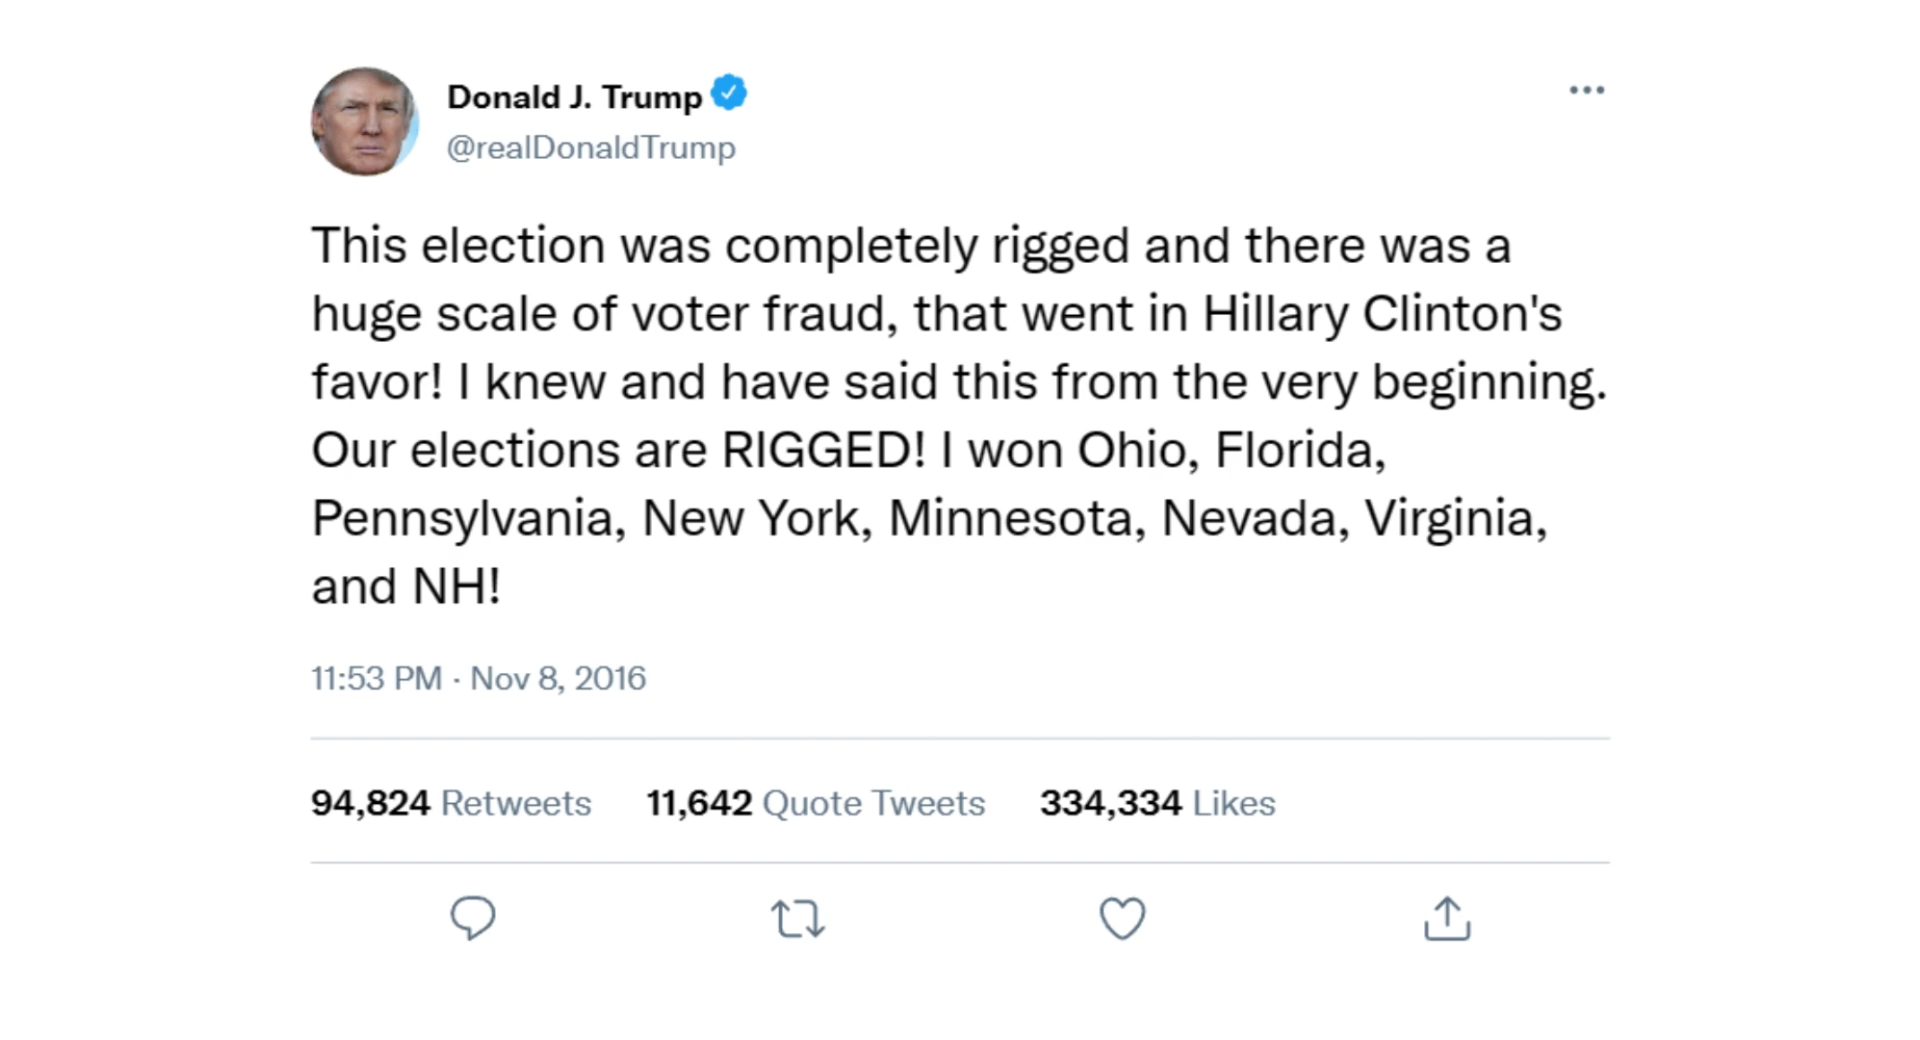 Donald J. Trump
@realDonaldTrump
This election was completely rigged and there was a
huge scale of voter fraud, that went in Hillary Clinton's
favor! I knew and have said this from the very beginning.
Our elections are RIGGED! I won Ohio, Florida,
Pennsylvania, New York, Minnesota, Nevada, Virginia,
and NH!
11:53 PM · Nov 8, 2016
94,824 Retweets 11,642 Quote Tweets 334,334 Likes